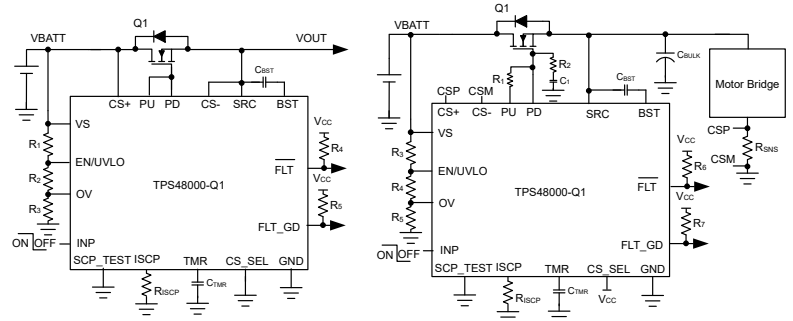 Q1
VBATT
VOUT
CBST
CS+
PU
PD
CS-
SRC
BST
VS
R1
EN/UVLO
R2
OV
R3
TPS48000-Q1
VCC
R4
FLT
VCC
R5
FLT_GD
ON
OFF
INP
SCP_TEST
ISCP
TMR
CS_SEL
GND
RISCP
CTMR
Q1
VBATT
R2
R1
C1
CBST
CBULK
Motor Bridge
CSP
CSM
CS+
CS-
PU
PD
SRC
BST
CSP
RSNS
CSM
VS
R3
EN/UVLO
R4
OV
R5
TPS48000-Q1
VCC
R6
FLT
VCC
R7
FLT_GD
ON
OFF
INP
SCP_TEST
ISCP
TMR
CS_SEL
GND
RISCP
CTMR
VCC